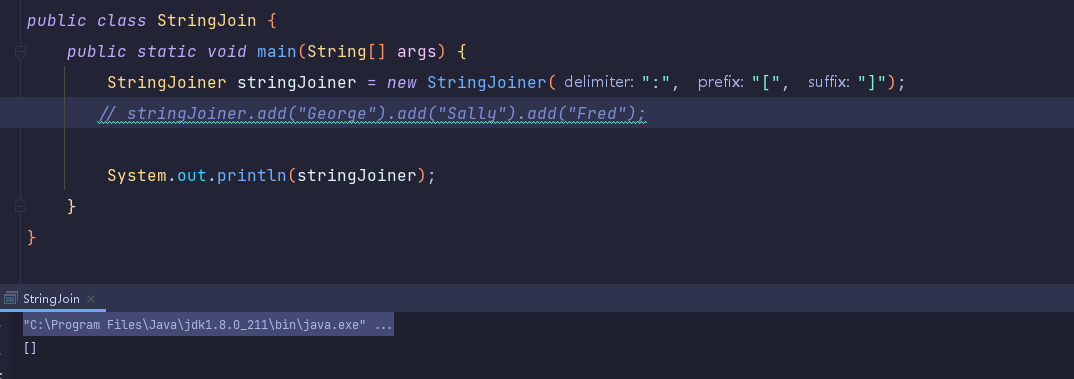 public class StringJoin {
public static void main(String[] args) {
StringJoiner stringJoiner = new StringJoiner( delimiter: ":", prefix: "[", suffix: "]");
// stringJoiner.add("George").add("Sally").add("Fred");
System.out.println(stringJoiner);
}
}
StringJoin ×
"C:\Program Files\Java\jdk1.8.0_211\bin\java.exe" ...
[]